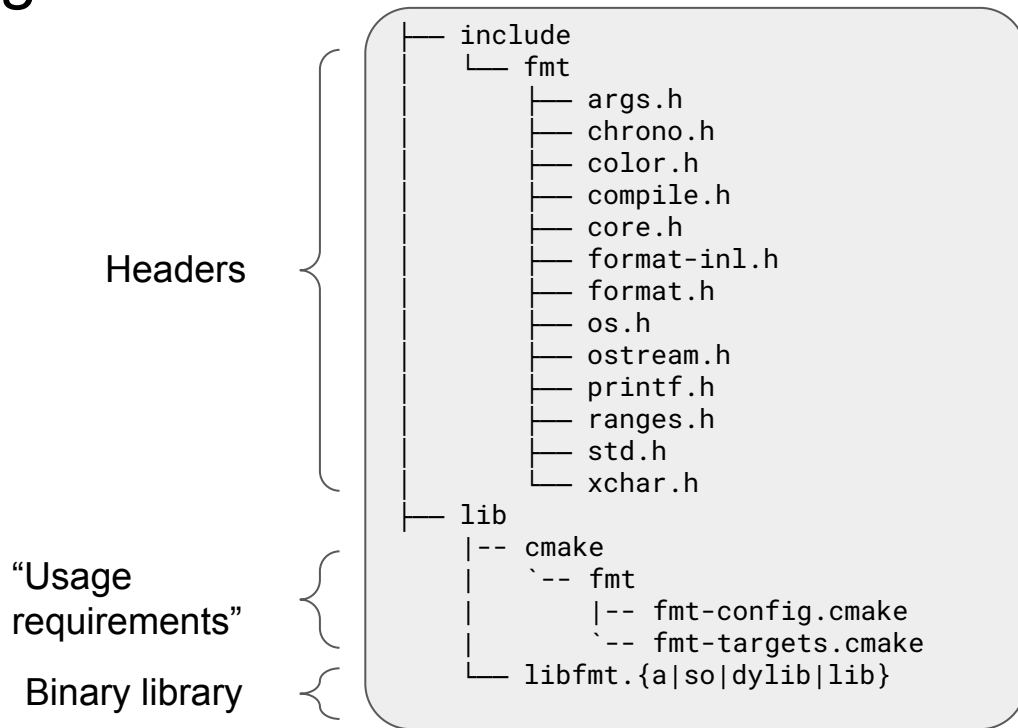 ├── include
│   └── fmt
│       ├── args.h
│       ├── chrono.h
│       ├── color.h
│       ├── compile.h
│       ├── core.h
│       ├── format-inl.h
│       ├── format.h
│       ├── os.h
│       ├── ostream.h
│       ├── printf.h
│       ├── ranges.h
│       ├── std.h
│       └── xchar.h
├── lib
    |-- cmake
    |   `-- fmt
    |       |-- fmt-config.cmake
    |       `-- fmt-targets.cmake
    └── libfmt.{a|so|dylib|lib}
Headers
“Usage
requirements”
Binary library